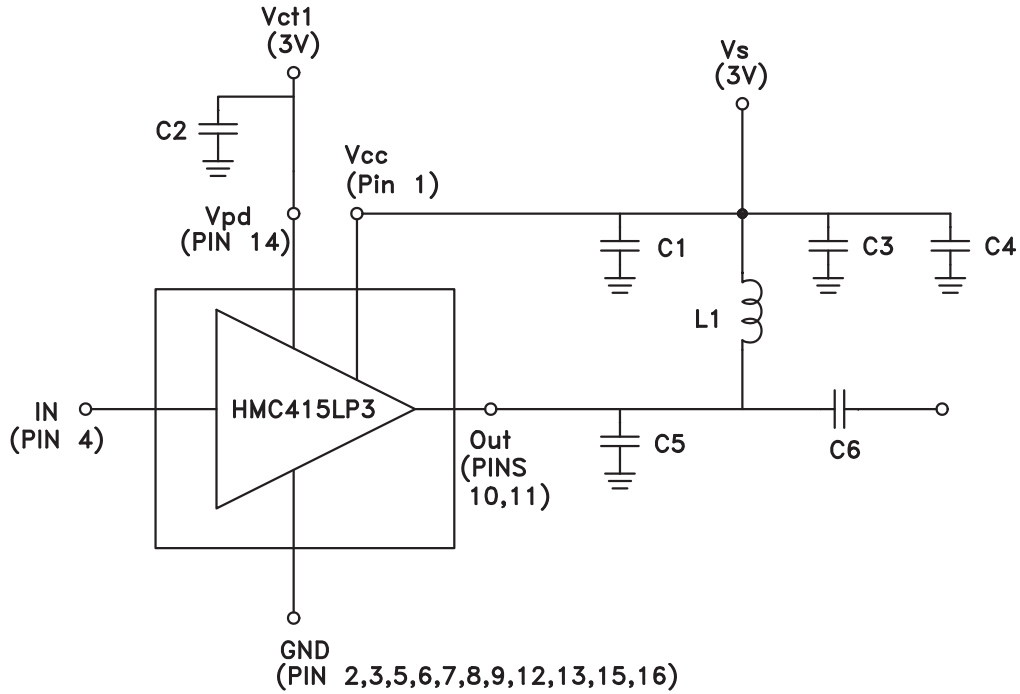 Vct1
(3V)
Vs
(3V)
C2
Vcc
(Pin 1)
Vpd
(PIN 14)
C1
C3
C4
L1
HMC415LP3
IN
(PIN 4)
Out
(PINS
10,11)
C5
C6
GND
(PIN 2,3,5,6,7,8,9,12,13,15,16)